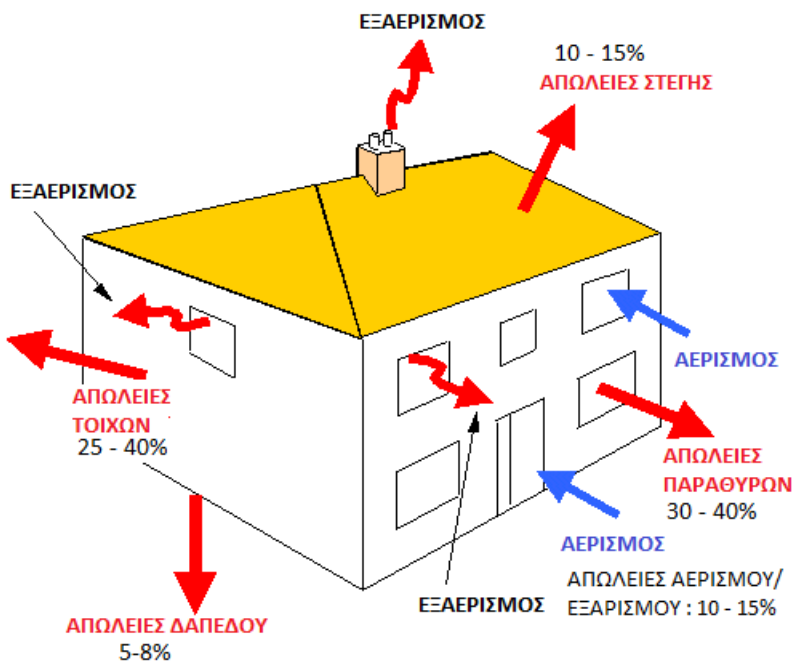 ΕΞΑΕΡΙΣΜΟΣ
10 - 15%
ΑΠΩΛΕΙΕΣ ΣΤΕΓΗΣ
ΕΞΑΕΡΙΣΜΟΣ
ΑΕΡΙΣΜΟΣ
ΑΠΩΛΕΙΕΣ
ΤΟΙΧΩΝ
25 - 40%
ΑΠΩΛΕΙΕΣ
ΠΑΡΑΘΥΡΩΝ
30 - 40%
ΑΕΡΙΣΜΟΣ
ΑΠΩΛΕΙΕΣ ΑΕΡΙΣΜΟΥ/
ΕΞΑΡΙΣΜΟΥ : 10 - 15%
ΕΞΑΕΡΙΣΜΟΣ
ΑΠΩΛΕΙΕΣ ΔΑΠΕΔΟΥ
5-8%